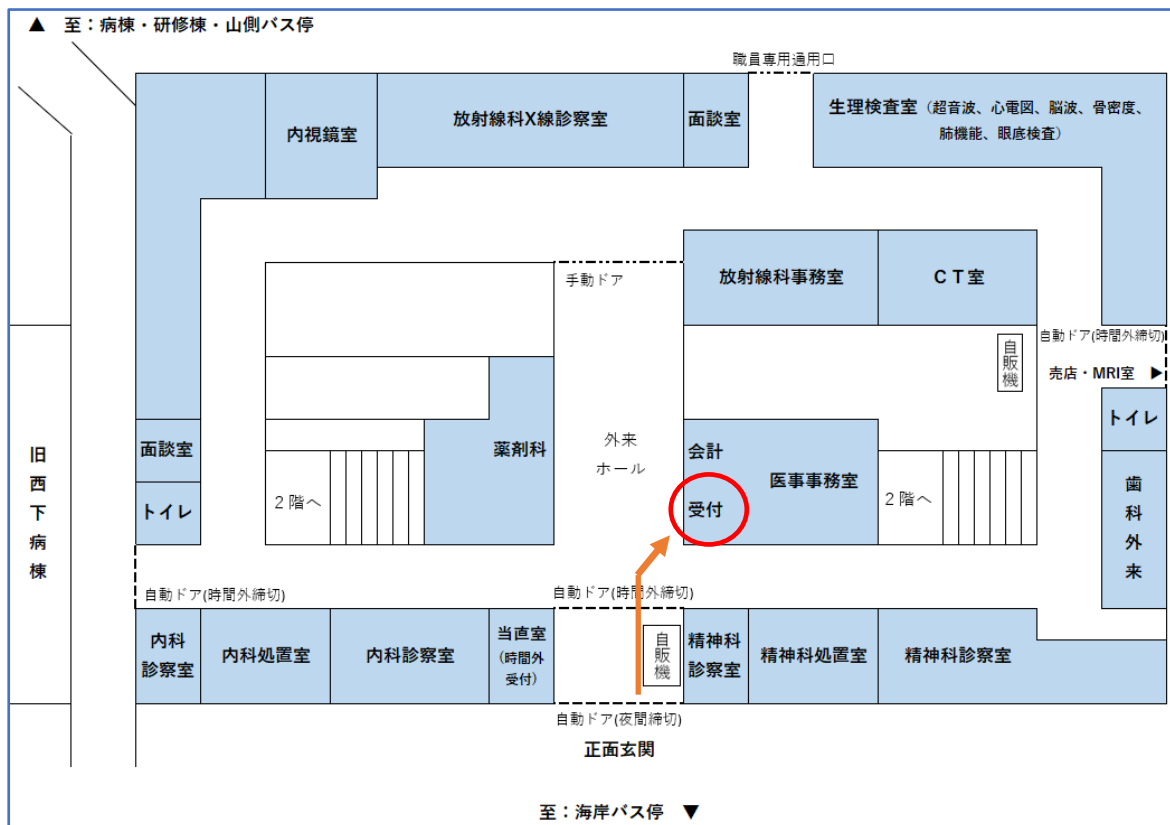 ▲ 至：病棟・研修棟・山側バス停
職員専用通用口
内視鏡室
放射線科X線診察室
面談室
生理検査室（超音波、心電図、脳波、骨密度、
肺機能、眼底検査）
手動ドア
放射線科事務室
ＣＴ室
自動ドア(時間外締切)
自販機
売店・MRI室 ▶
トイレ
面談室
トイレ
2階へ
薬剤科
外来
ホール
会計
受付
医事事務室
2階へ
歯科外来
旧西下病棟
自動ドア(時間外締切)
自動ドア(時間外締切)
内科
診察室
内科処置室
内科診察室
当直室
(時間外
受付)
自販機
精神科
診察室
精神科処置室
精神科診察室
自動ドア(夜間締切)
正面玄関
至：海岸バス停 ▼